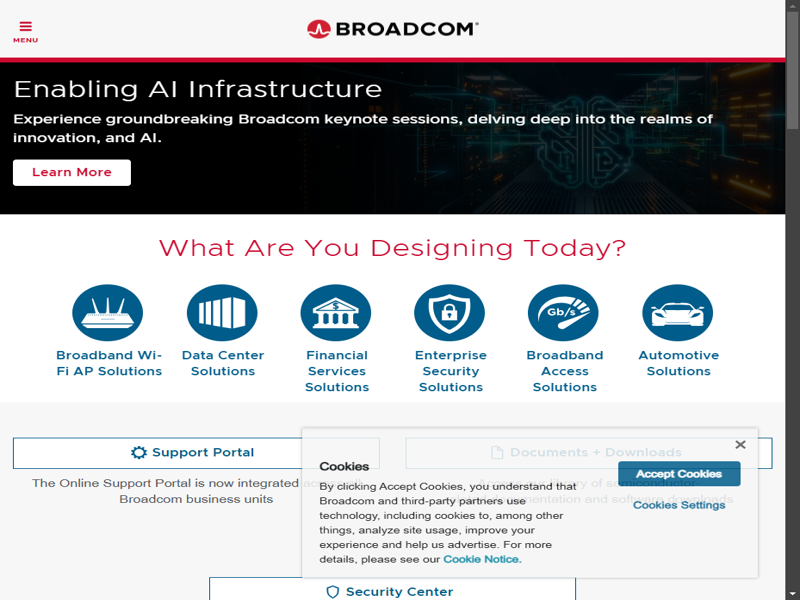 MENU
BROADCOM®
Enabling AI Infrastructure
Experience groundbreaking Broadcom keynote sessions, delving deep into the realms of
innovation, and AI.
Learn More
What Are You Designing Today?
Broadband Wi-
Fi AP Solutions
Data Center
Solutions
$
Financial
Services
Solutions
Enterprise
Security
Solutions
Gb/s
Broadband
Access
Solutions
Automotive
Solutions
Support Portal
The Online Support Portal is now integrated
Broadcom business units
Documents + Downloads
library of semiconductor
documentation and software downloads
Cookies
By clicking Accept Cookies, you understand that
Broadcom and third-party partners use
technology, including cookies to, among other
things, analyze site usage, improve your
experience and help us advertise. For more
details, please see our Cookie Notice.
Accept Cookies
Cookies Settings
Security Center